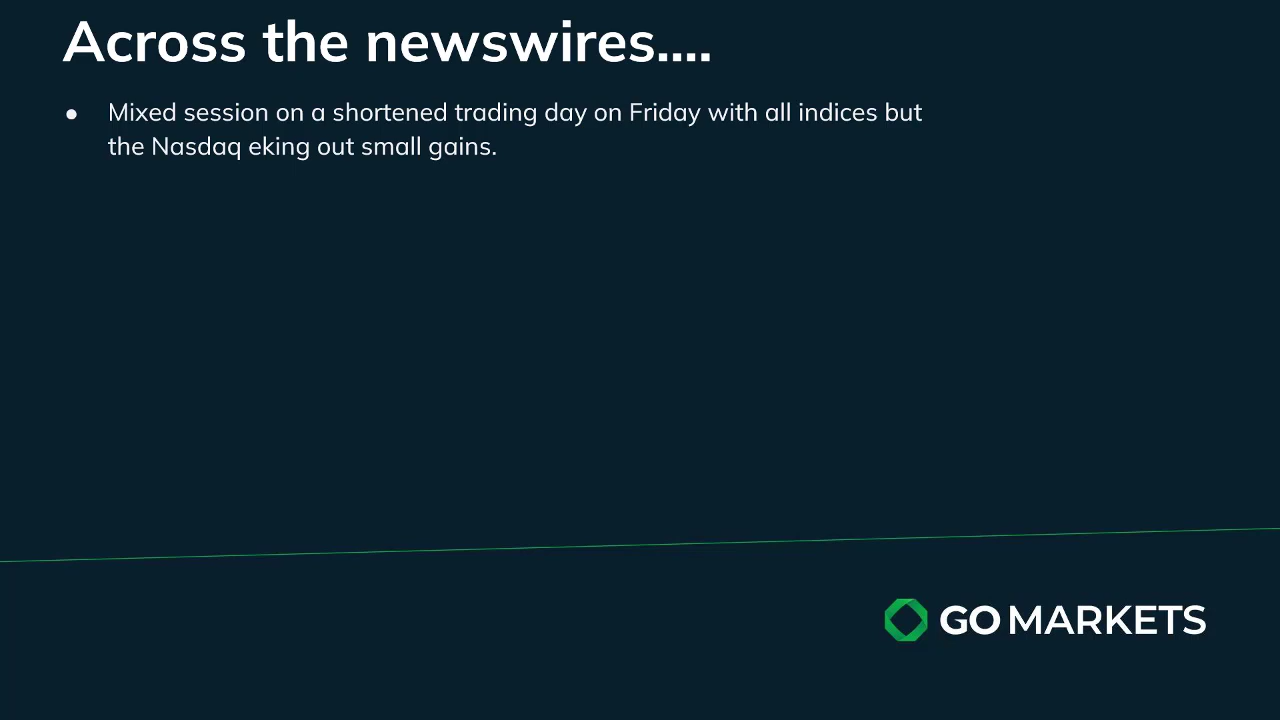 Across the newswires....
● Mixed session on a shortened trading day on Friday with all indices but
the Nasdaq eking out small gains.
GO MARKETS